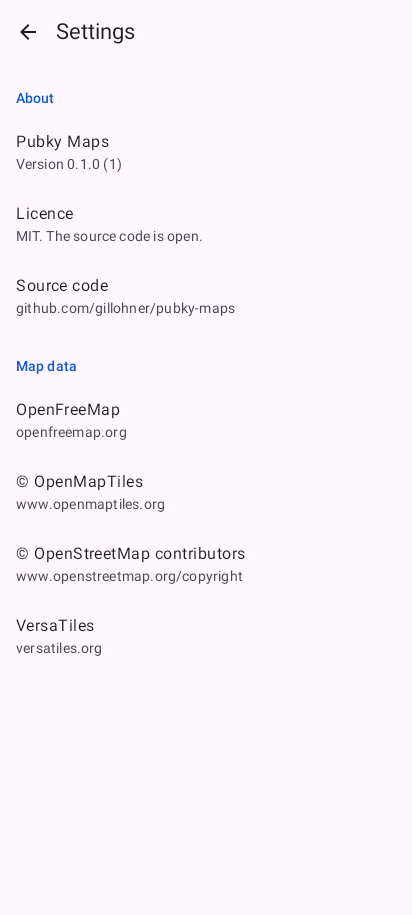 Settings
About
Pubky Maps
Version 0.1.0 (1)
Licence
MIT. The source code is open.
Source code
github.com/gillohner/pubky-maps
Map data
OpenFreeMap
openfreemap.org
© OpenMapTiles
www.openmaptiles.org
© OpenStreetMap contributors
www.openstreetmap.org/copyright
VersaTiles
versatiles.org